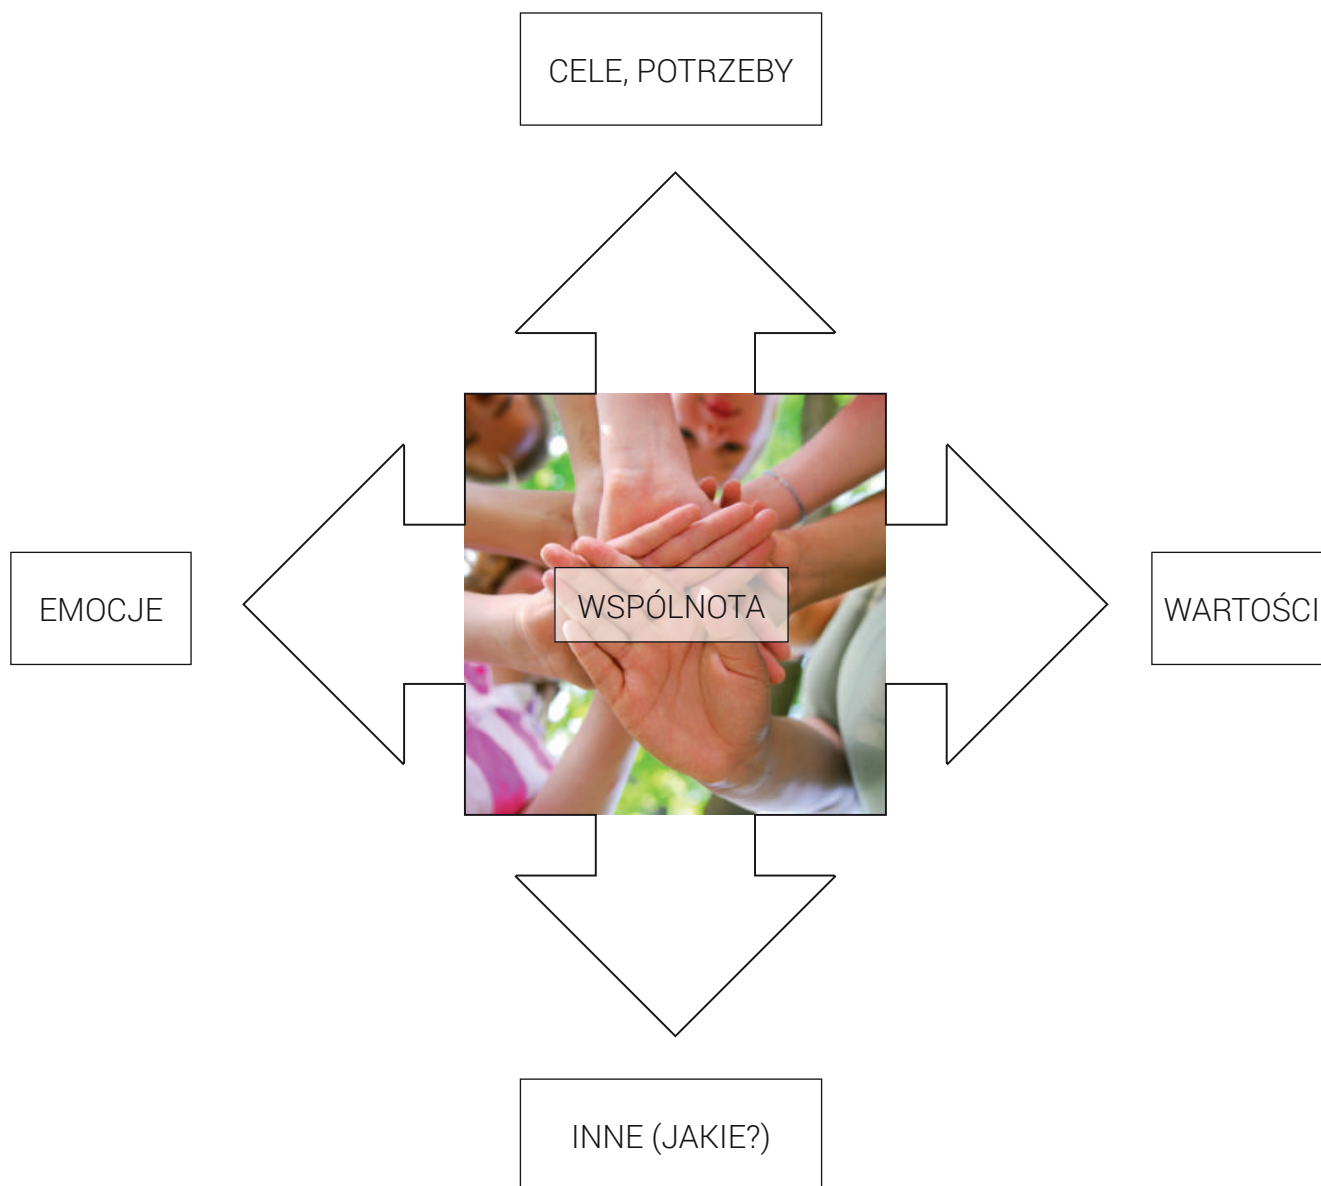 CELE, POTRZEBY
EMOCJE
WSPÓLNOTA
WARTOŚCI
INNE (JAKIE?)